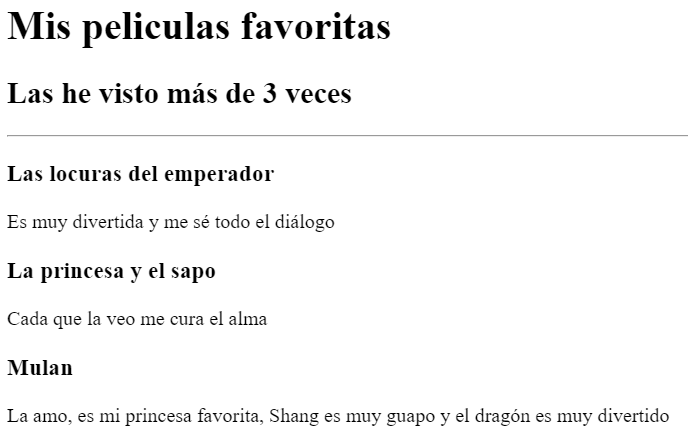 Mis peliculas favoritas
Las he visto más de 3 veces
Las locuras del emperador
Es muy divertida y me sé todo el diálogo
La princesa y el sapo
Cada que la veo me cura el alma
Mulan
La amo, es mi princesa favorita, Shang es muy guapo y el dragón es muy divertido